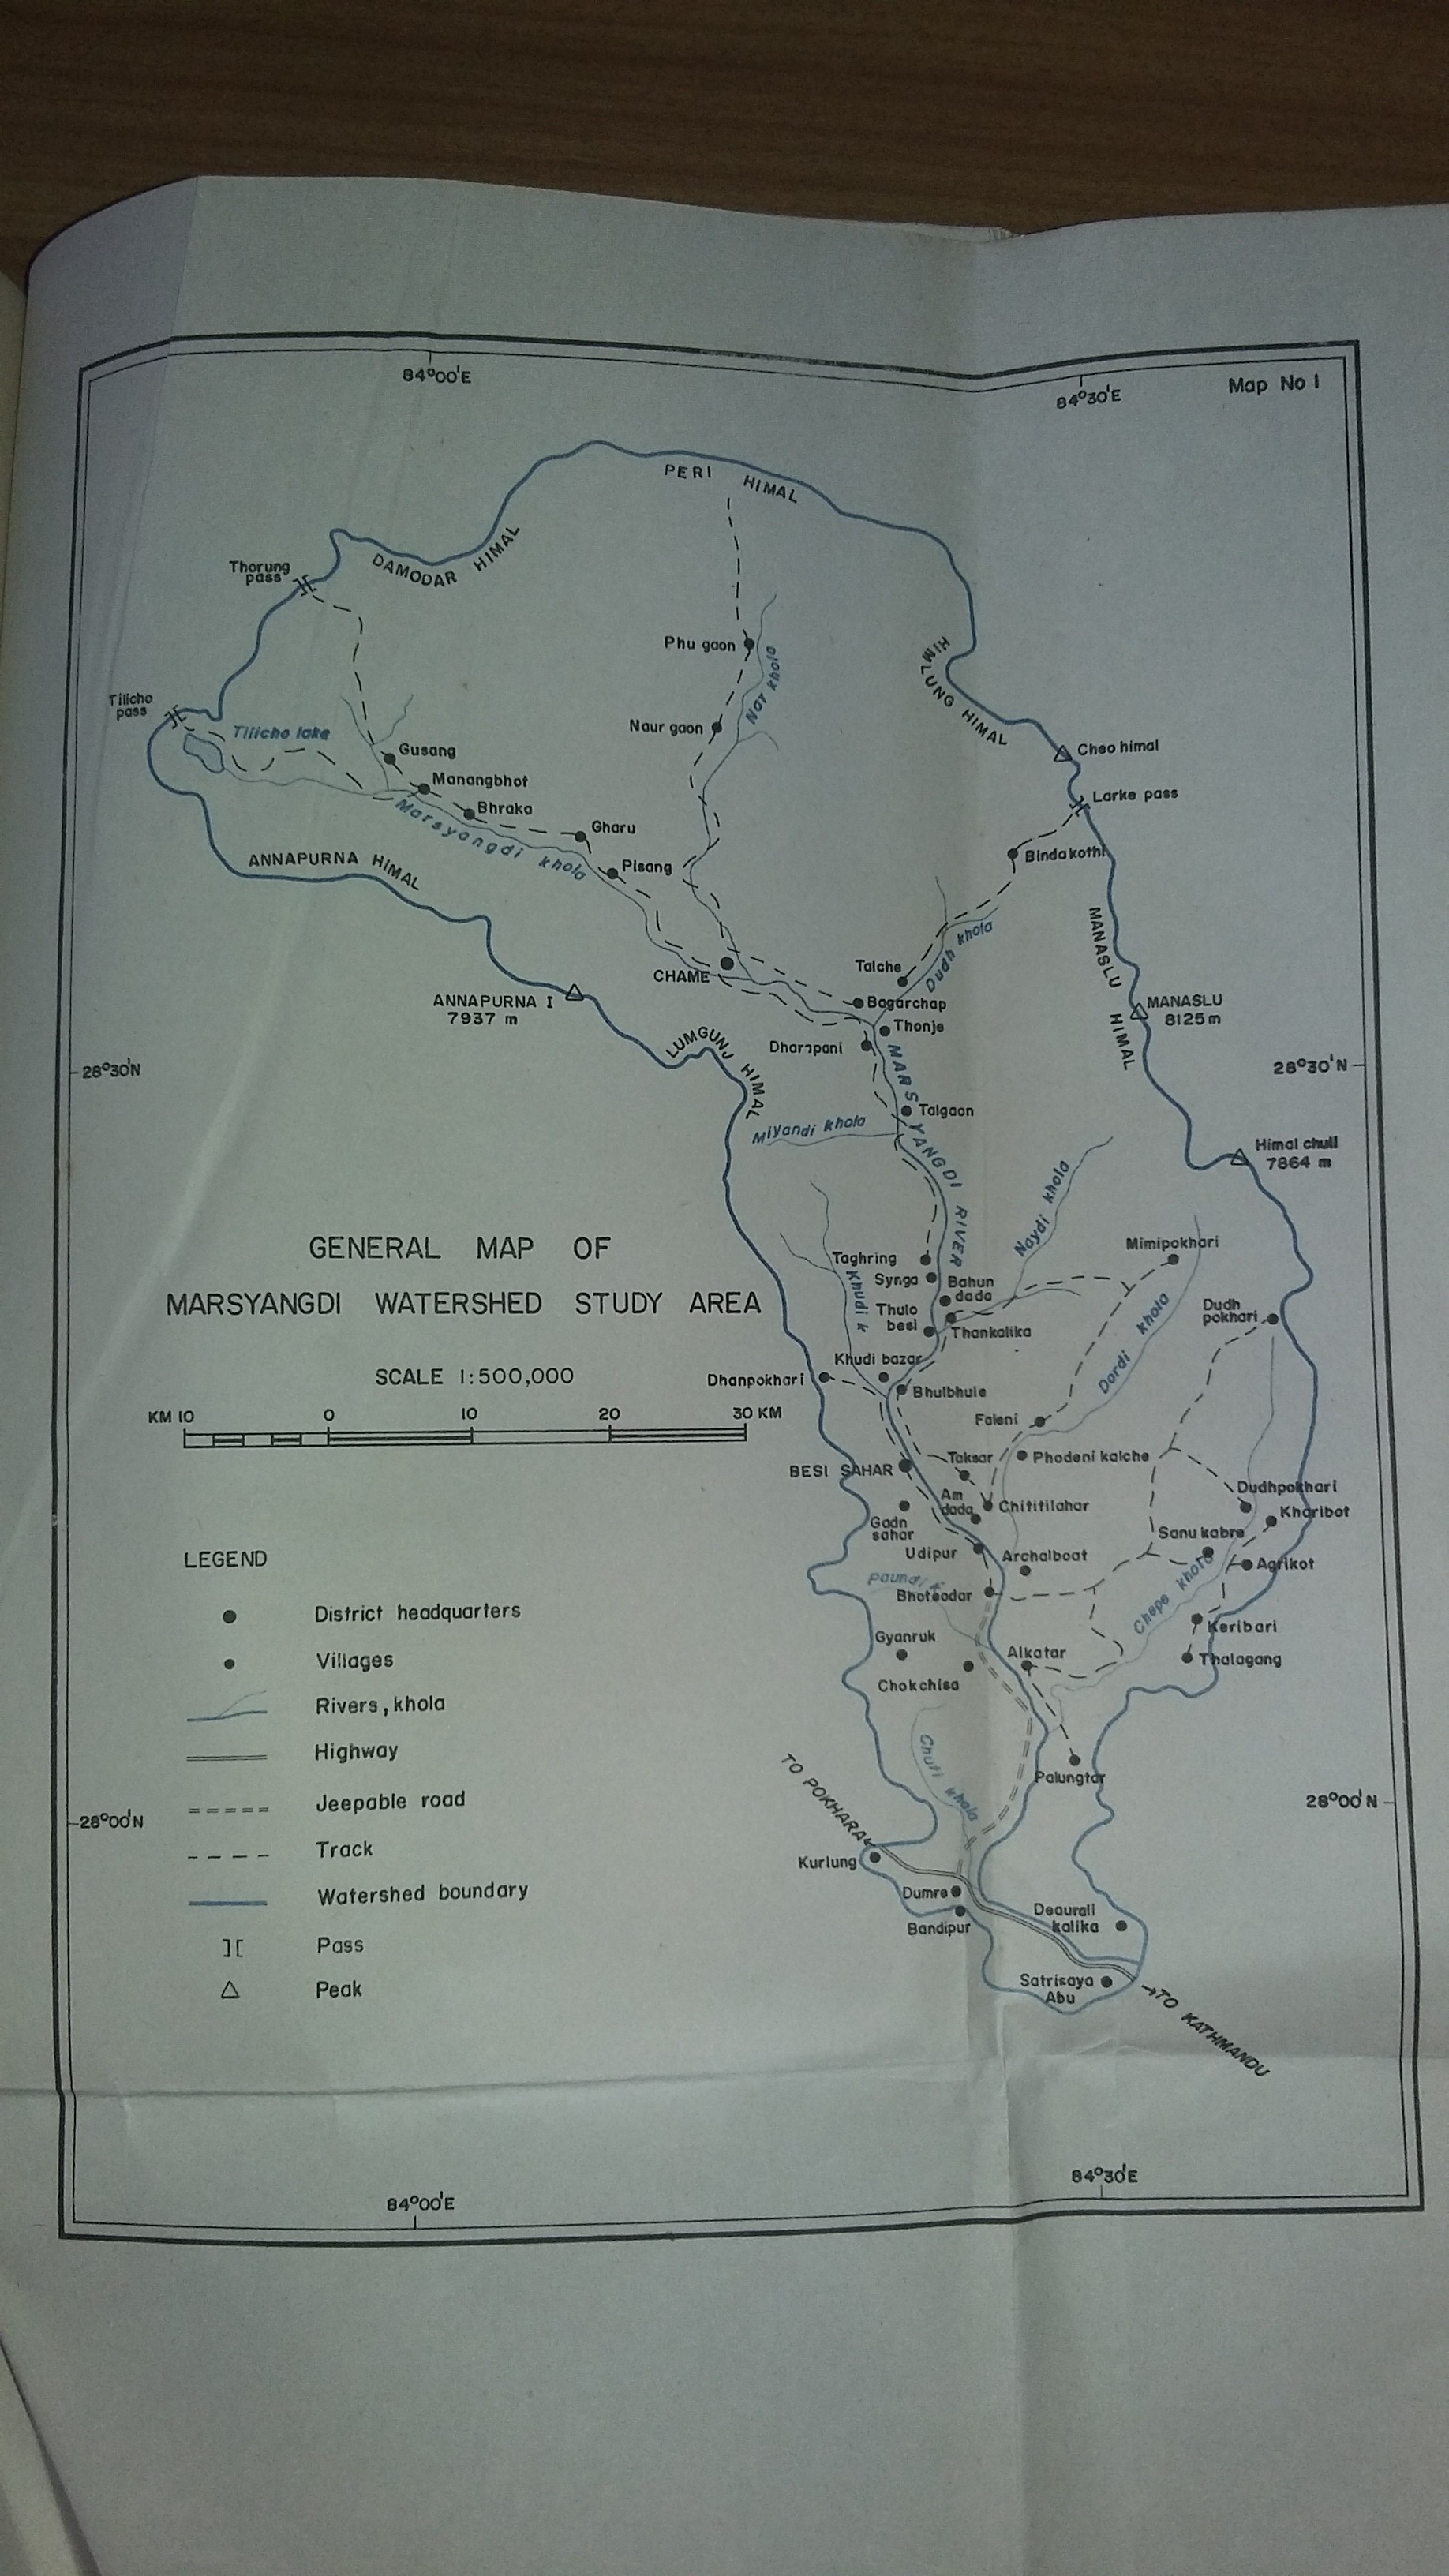 84°00'E
84°30'E
Map No 1
PERI HIMAL
DAMODAR HIMAL
Thorung
pass
HIMLUNG HIMAL
Phu gaon
Nar khola
Naur gaon
Tilicho
pass
Tilicho lake
Gusang
Manangbhot
Bhraka
Gharu
Marsyangdi khola
Pisang
Cheo himal
Larke pass
Bindakothi
ANNAPURNA HIMAL
MANASLU HIMAL
Dudh khola
Talche
CHAME
Bagarchap
Thonje
Dharapani
ANNAPURNA I
7937 m
MANASLU
8125 m
LUMGUNJ HIMAL
28°30'N
28°30'N
MARSYANGDI RIVER
Talgaon
Miyandi khola
Himal chuli
7864 m
Naydi khola
GENERAL MAP OF
MARSYANGDI WATERSHED STUDY AREA
SCALE 1:500,000
KM 10 0 10 20 30 KM
Taghring
Synga
Bahun
dada
Thulo
besi
Thankalika
Khudi k
Mimipokhari
Dordi khola
Dudh
pokhari
Khudi bazar
Dhanpokhari
Bhulbhule
Faleni
BESI SAHAR
Taksar
Phodeni kalche
Am
dada
Chititilahar
Gadn
sahar
Udipur
Archalboat
Dudhpokhari
Kharibot
Sanu kabre
Agrikot
Paundi k
Bhoteodar
Chepe khola
Keribari
Thalagang
Gyanruk
Chokchisa
Alkatar
Chuti khola
Palungtar
TO POKHARA
28°00'N
28°00'N
Kurlung
Dumre
Bandipur
Deaurali
kalika
Satrisaya
Abu
TO KATHMANDU
LEGEND
District headquarters
Villages
Rivers, khola
Highway
Jeepable road
Track
Watershed boundary
Pass
Peak
84°00'E
84°30'E